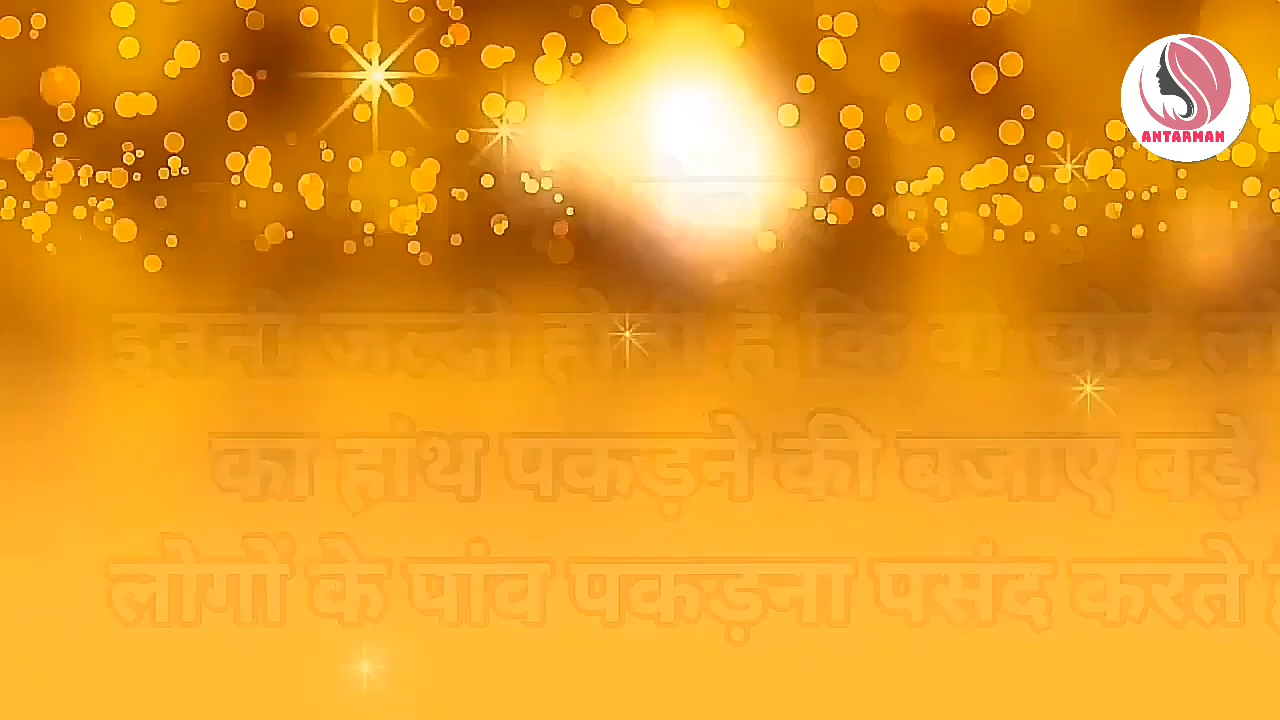 ANTARMAN
इतनी जल्दी होती है कि वो छोटे लो
का हांथ पकड़ने की बजाए बड़े
लोगों के पांव पकड़ना पसंद करते